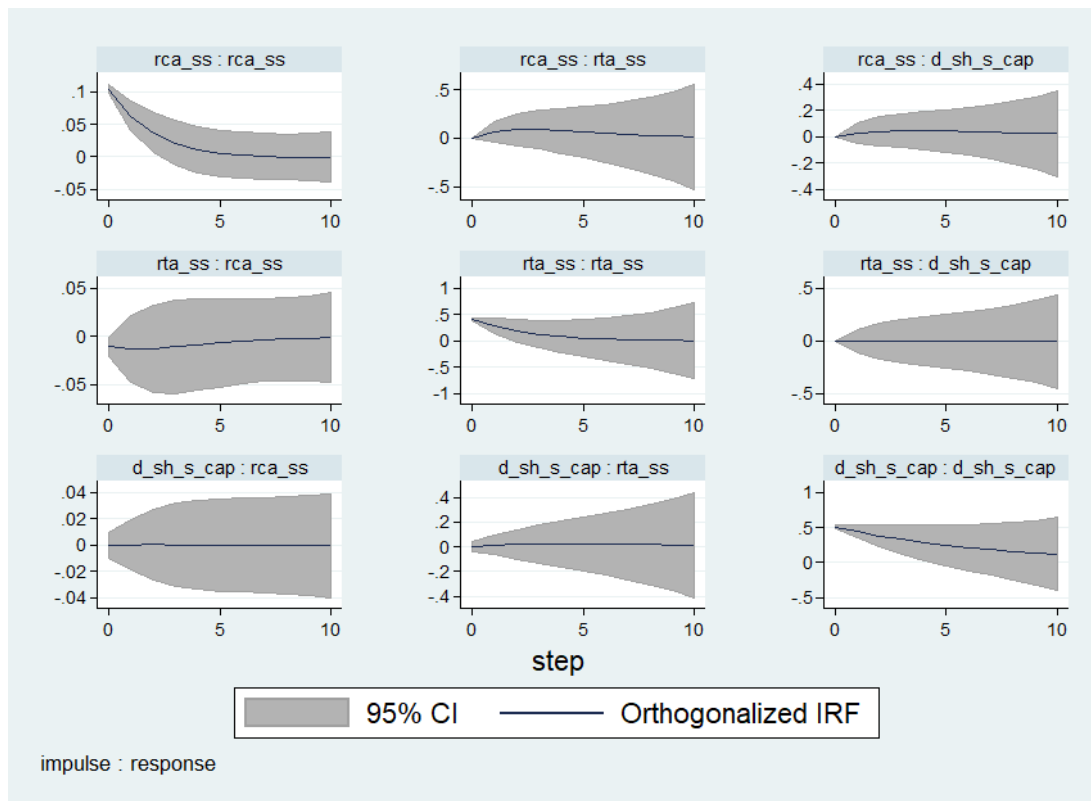 rca_ss : rca_ss
.1
.05
0
-.05
0 5 10
rca_ss : rta_ss
.5
0
-.5
0 5 10
rca_ss : d_sh_s_cap
.4
.2
0
-.2
-.4
0 5 10
rta_ss : rca_ss
.05
0
-.05
0 5 10
rta_ss : rta_ss
1
.5
0
-.5
-1
0 5 10
rta_ss : d_sh_s_cap
.5
0
-.5
0 5 10
d_sh_s_cap : rca_ss
.04
.02
0
-.02
-.04
0 5 10
d_sh_s_cap : rta_ss
.4
.2
0
-.2
-.4
0 5 10
d_sh_s_cap : d_sh_s_cap
1
.5
0
-.5
0 5 10
step
95% CI Orthogonalized IRF
impulse : response